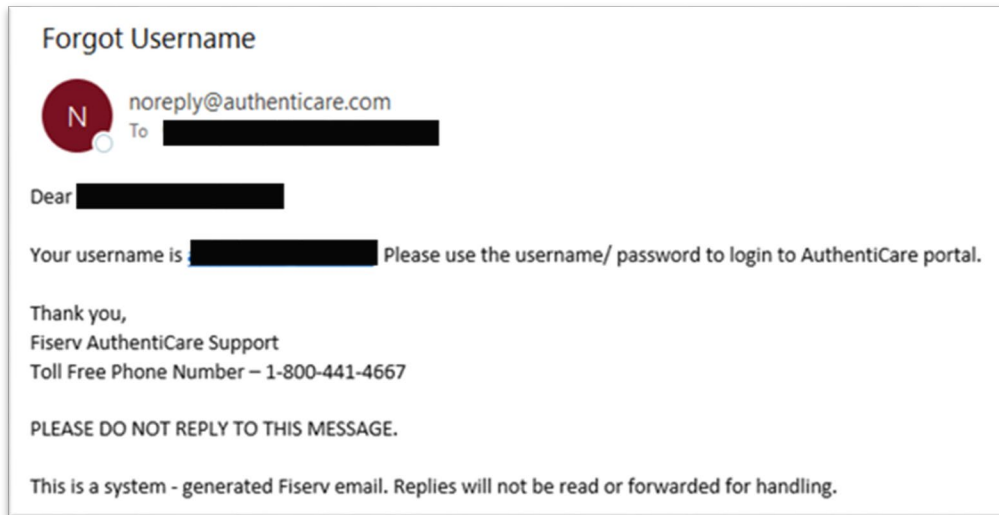 Forgot Username
N
noreply@authenticare.com
To
Dear
Your username is Please use the username/ password to login to AuthentiCare portal.
Thank you,
Fiserv AuthentiCare Support
Toll Free Phone Number – 1-800-441-4667
PLEASE DO NOT REPLY TO THIS MESSAGE.
This is a system - generated Fiserv email. Replies will not be read or forwarded for handling.